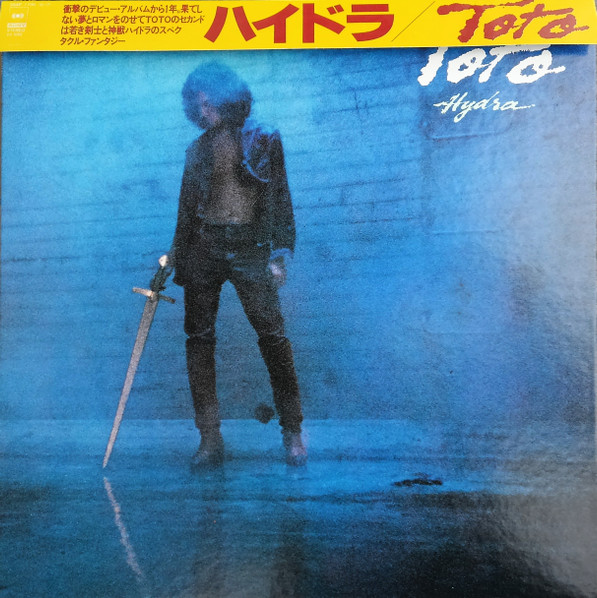 衝撃のデビュー・アルバムから1年。果てし
ない夢とロマンをのせてTOTOのセカンド
は若き剣士と神獣ハイドラのスペク
タクル・ファンタジー
ハイドラ／Toto
ToTo
Hydra